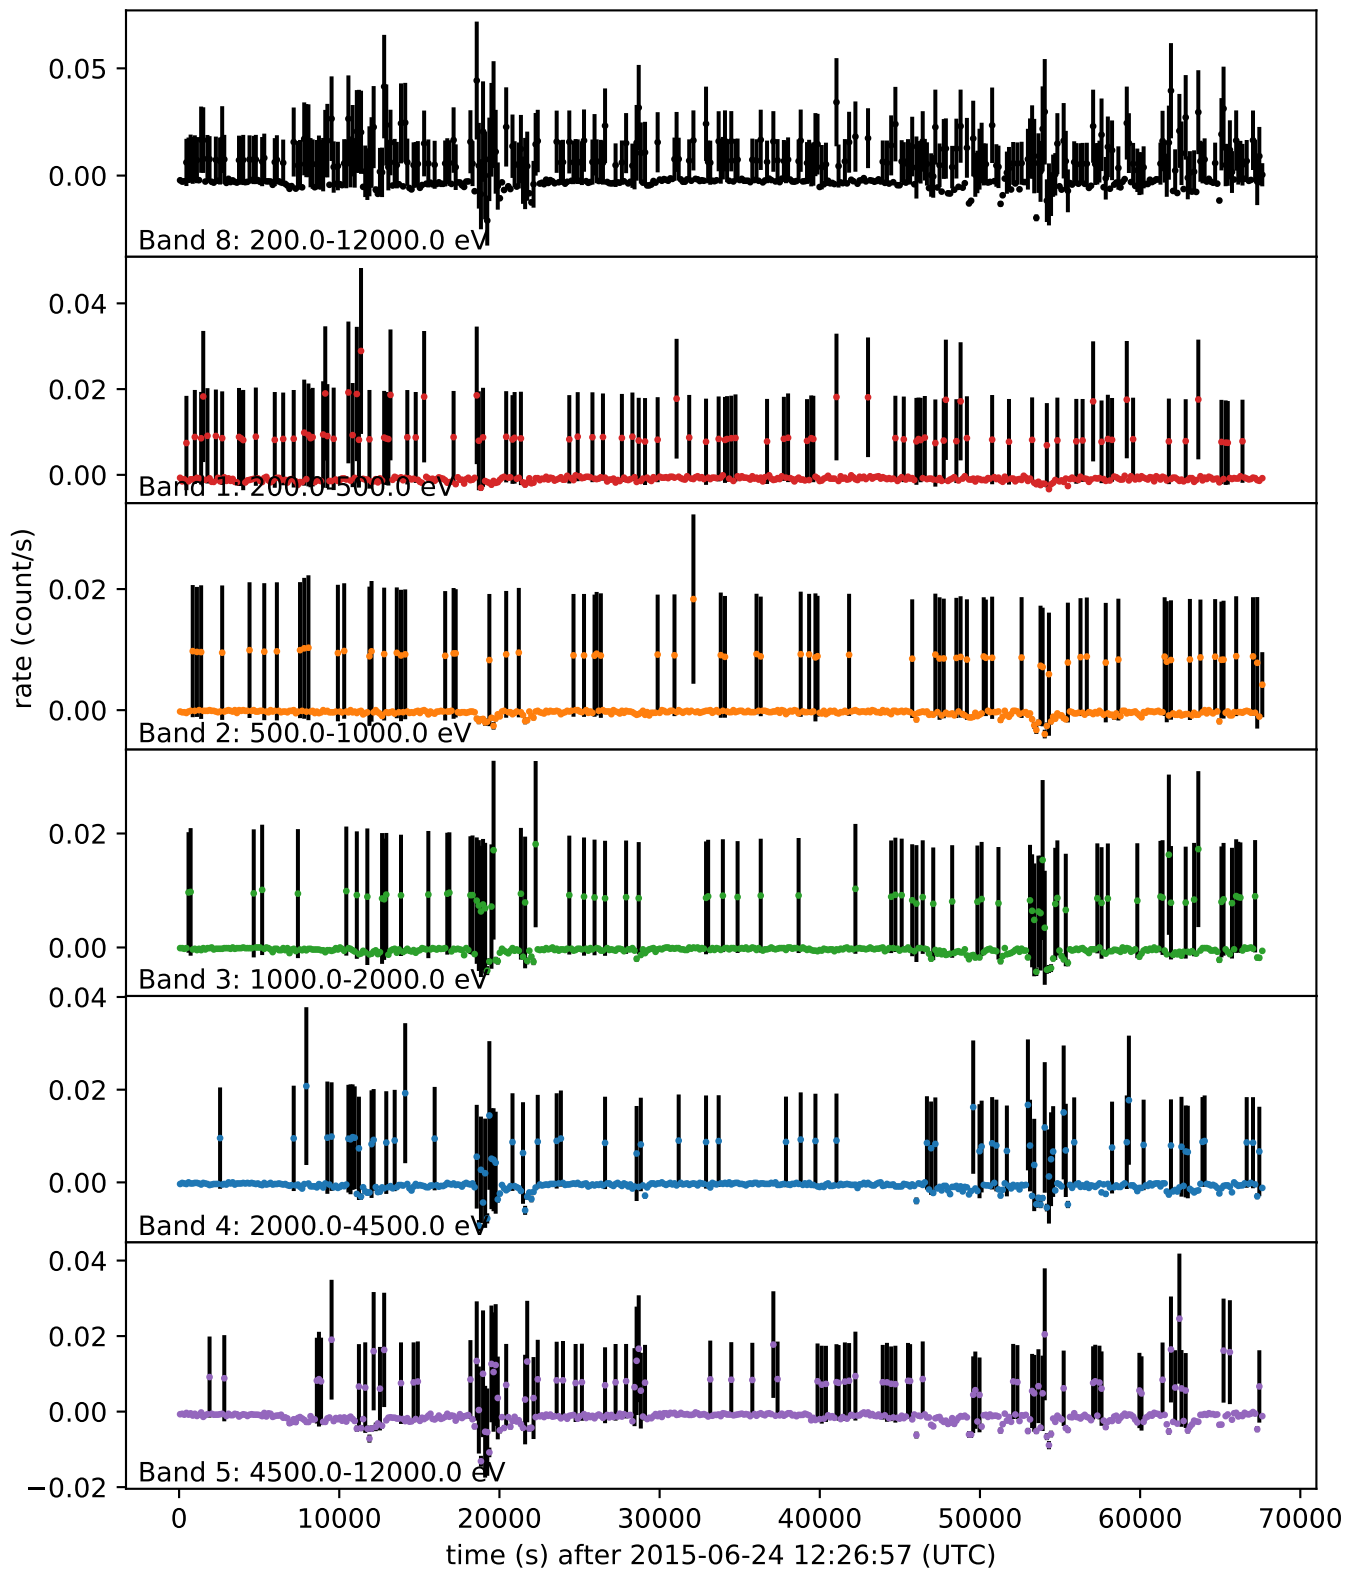 0.05
0.00
Band 8: 200.0-12000.0 eV
0.04
0.02
0.00
Band 1: 200.0-500.0 eV
rate (count/s)
0.02
0.00
Band 2: 500.0-1000.0 eV
0.02
0.00
Band 3: 1000.0-2000.0 eV
0.04
0.02
0.00
Band 4: 2000.0-4500.0 eV
0.04
0.02
0.00
−0.02
Band 5: 4500.0-12000.0 eV
0 10000 20000 30000 40000 50000 60000 70000
time (s) after 2015-06-24 12:26:57 (UTC)